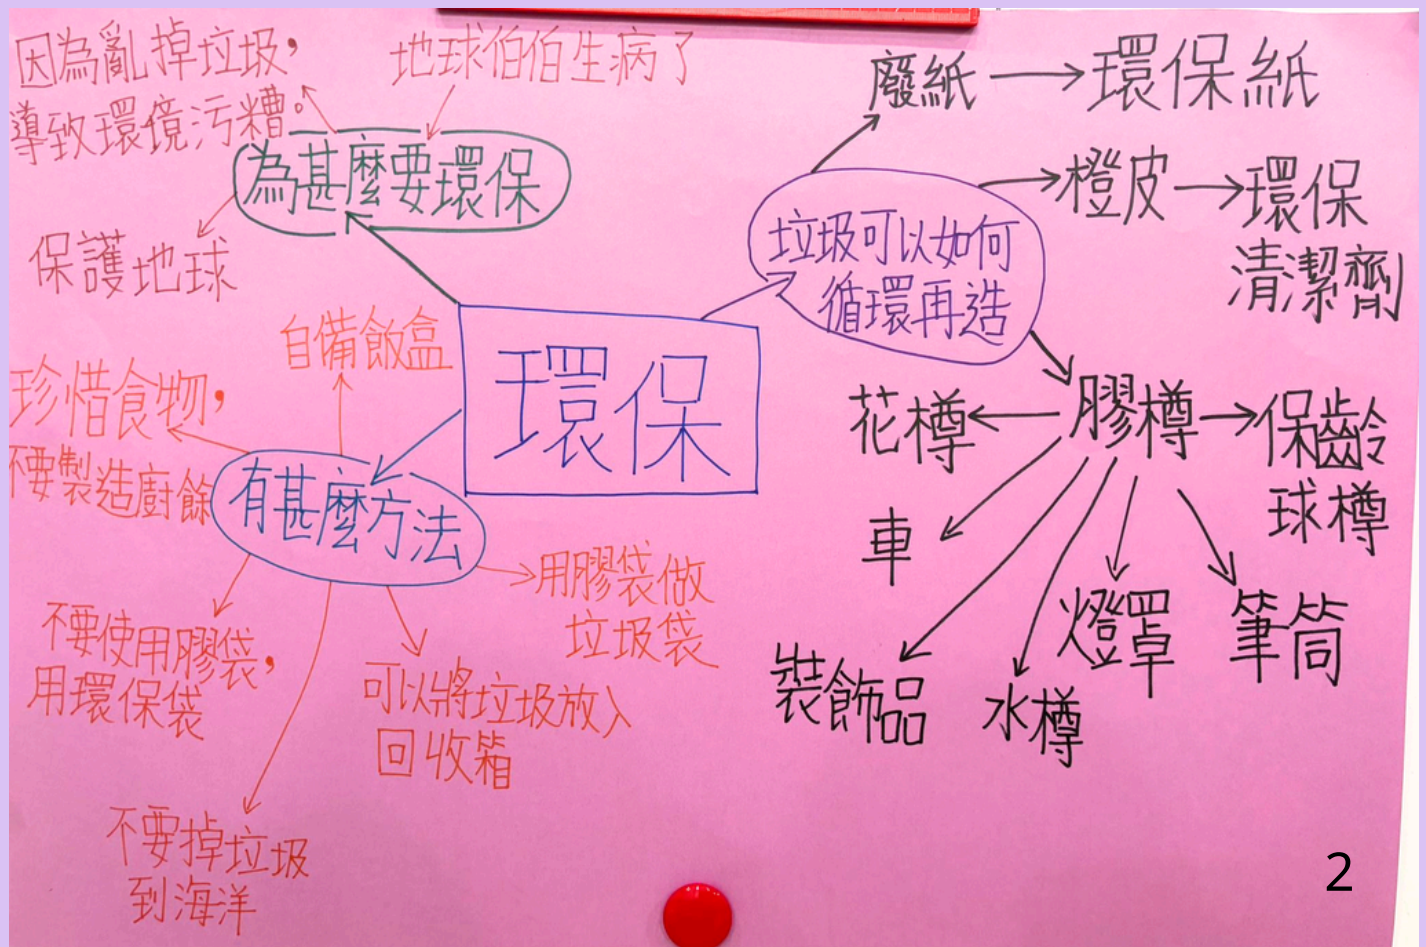 因為亂掉垃圾，
導致環境污糟。
地球伯伯生病了
為甚麼要環保
保護地球
自備飯盒
珍惜食物，
不要製造廚餘
有甚麼方法
不要使用膠袋，
用環保袋
不要掉垃圾
到海洋
可以將垃圾放入
回收箱
用膠袋做
垃圾袋
環保
垃圾可以如何
循環再造
廢紙
環保紙
橙皮
環保
清潔劑
膠樽
花樽
車
裝飾品
水樽
燈罩
筆筒
保齡
球樽
2